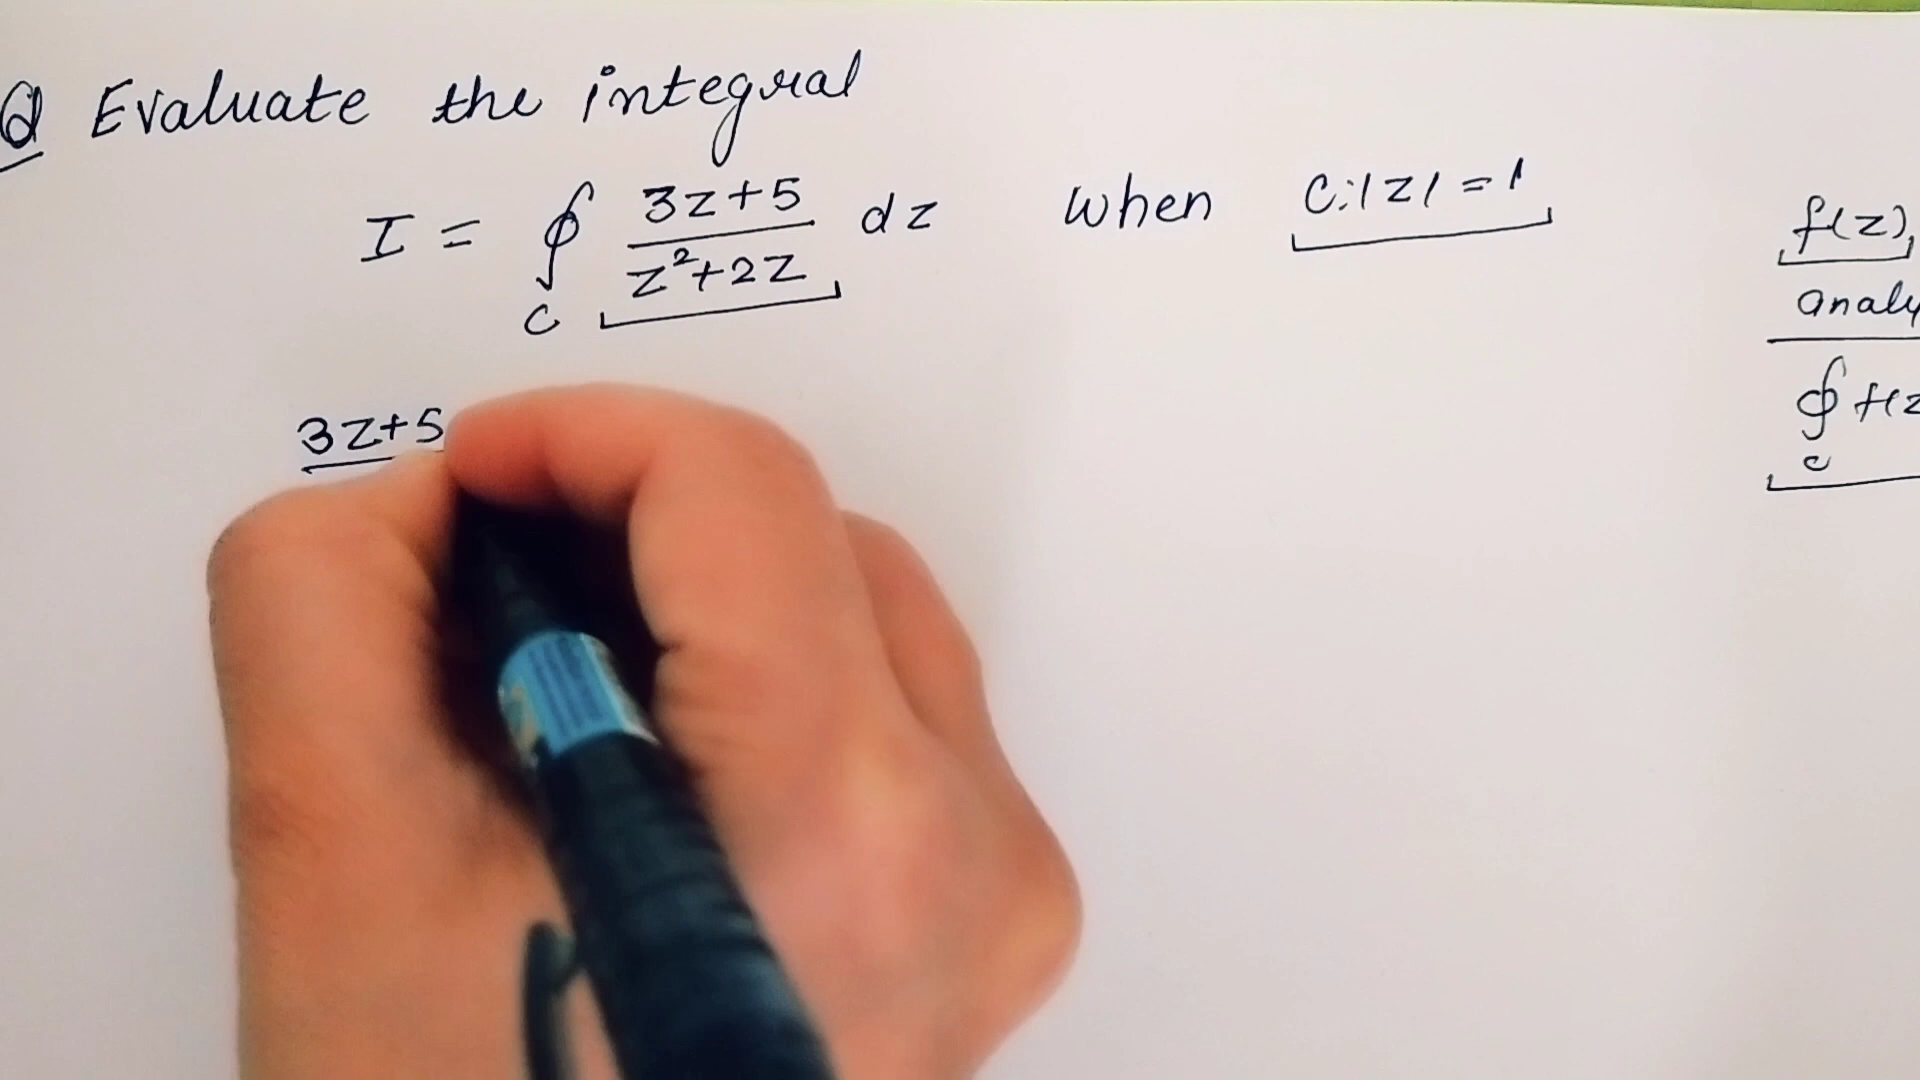 Q Evaluate the integral
I = ∮ 3z+5 / z²+2z dz when C:|z|=1
C
3z+5
f(z),
∮
c